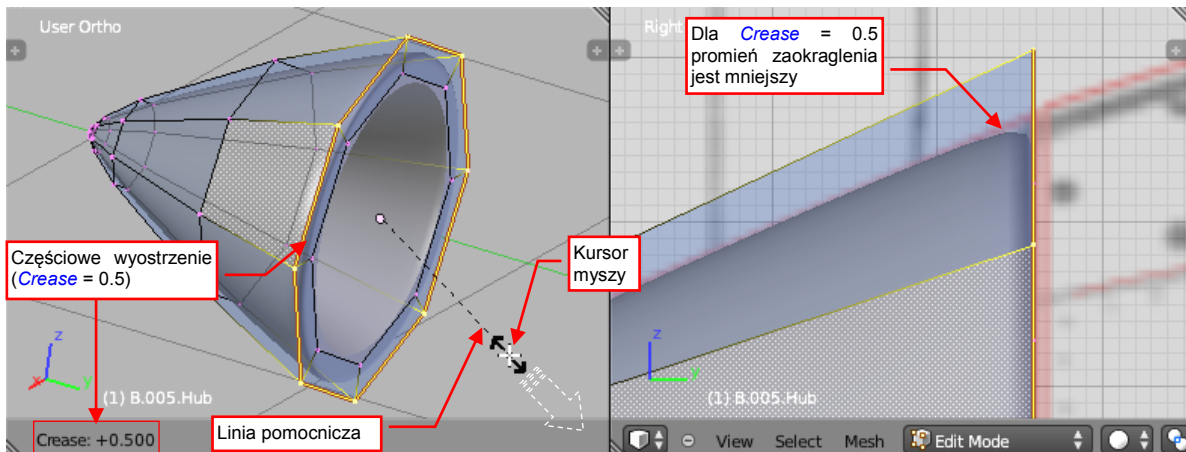 User Ortho
Częściowe wyostrzenie
(Crease = 0.5)
Kursor
myszy
z
x
y
(1) B.005.Hub
Linia pomocnicza
Crease: +0.500
Right
Dla Crease = 0.5
promień zaokraglenia
jest mniejszy
z
y
(1) B.005.Hub
View Select Mesh Edit Mode